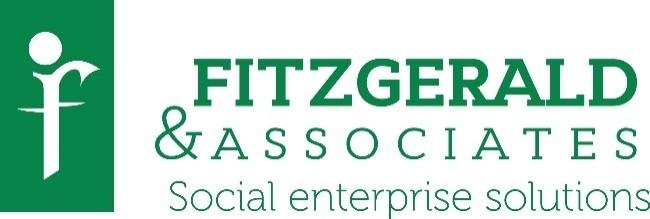 FITZGERALD
& ASSOCIATES
Social enterprise solutions